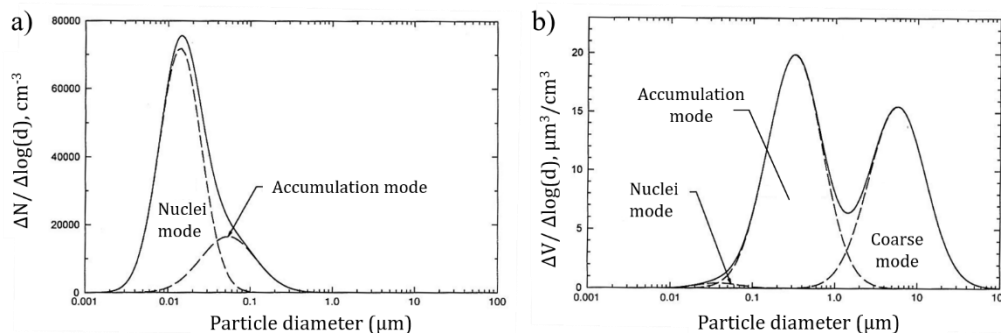 a)
ΔN/ Δlog(d), cm-3
80000
60000
40000
20000
0
Nuclei
mode
Accumulation mode
0.001 0.01 0.1 1.0 10 100
Particle diameter (μm)
b)
ΔV/ Δlog(d), μm3/cm3
20
15
10
5
0
Accumulation
mode
Nuclei
mode
Coarse
mode
0.001 0.01 0.1 1.0 10 100
Particle diameter (μm)